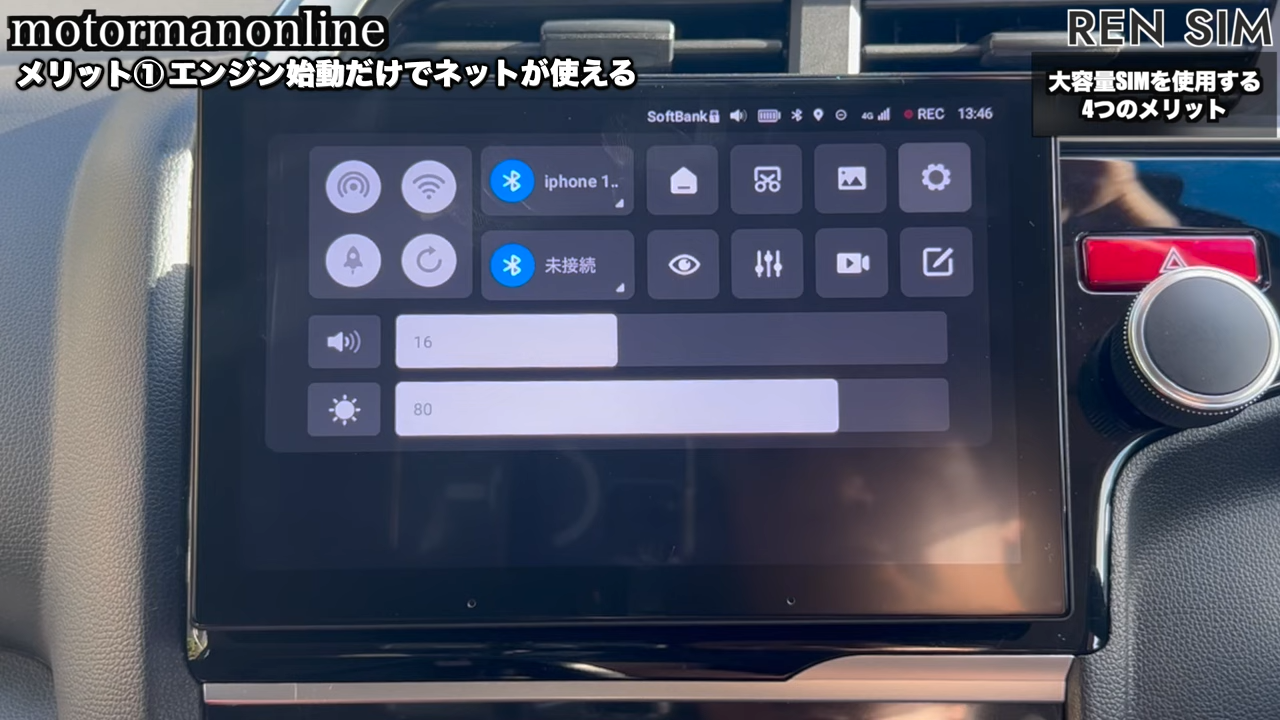 motormanonline
メリット①エンジン始動だけでネットが使える
REN SIM
大容量SIMを使用する
4つのメリット
SoftBank 4G REC 13:46
iphone 1..
未接続
16
80